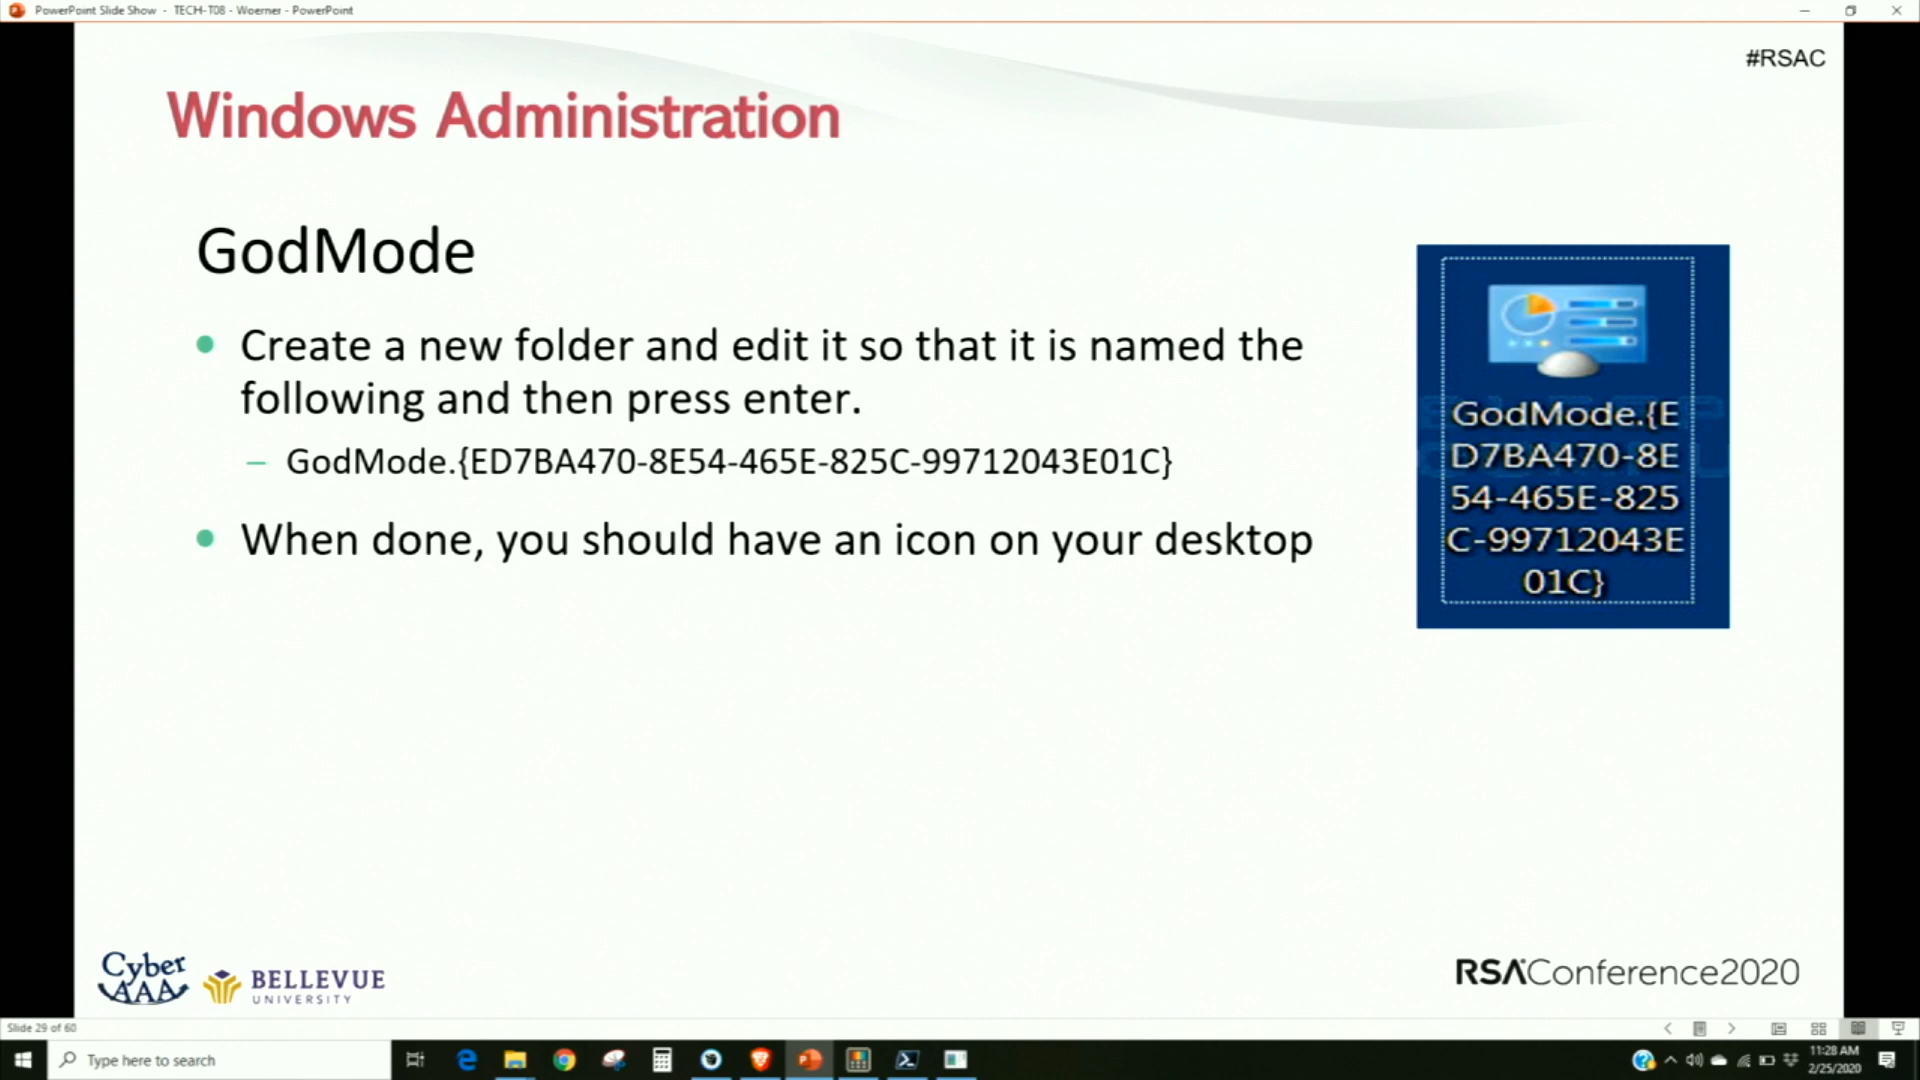 PowerPoint Slide Show - TECH-T08 - Woerner - PowerPoint
#RSAC
Windows Administration
GodMode
Create a new folder and edit it so that it is named the
following and then press enter.
– GodMode.{ED7BA470-8E54-465E-825C-99712043E01C}
When done, you should have an icon on your desktop
GodMode.{E
D7BA470-8E
54-465E-825
C-99712043E
01C}
Cyber
AAA
BELLEVUE
UNIVERSITY
RSAConference2020
Slide 29 of 60
Type here to search
11:28 AM
2/25/2020